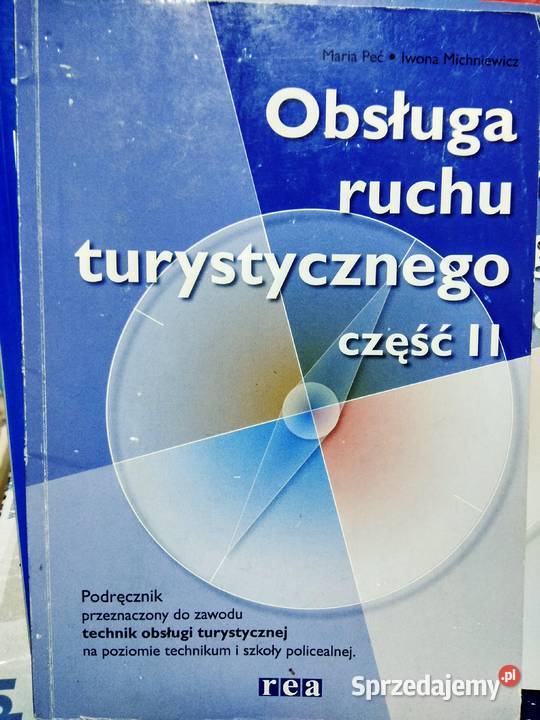 Maria Peć • Iwona Michniewicz
Obsługa
ruchu
turystycznego
część II
Podręcznik
przeznaczony do zawodu
technik obsługi turystycznej
na poziomie technikum i szkoły policealnej.
rea
Sprzedajemy.pl